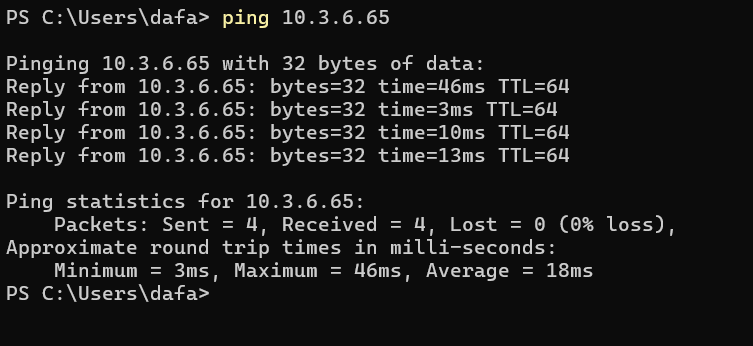 PS C:\Users\dafa> ping 10.3.6.65
Pinging 10.3.6.65 with 32 bytes of data:
Reply from 10.3.6.65: bytes=32 time=46ms TTL=64
Reply from 10.3.6.65: bytes=32 time=3ms TTL=64
Reply from 10.3.6.65: bytes=32 time=10ms TTL=64
Reply from 10.3.6.65: bytes=32 time=13ms TTL=64
Ping statistics for 10.3.6.65:
    Packets: Sent = 4, Received = 4, Lost = 0 (0% loss),
Approximate round trip times in milli-seconds:
    Minimum = 3ms, Maximum = 46ms, Average = 18ms
PS C:\Users\dafa>